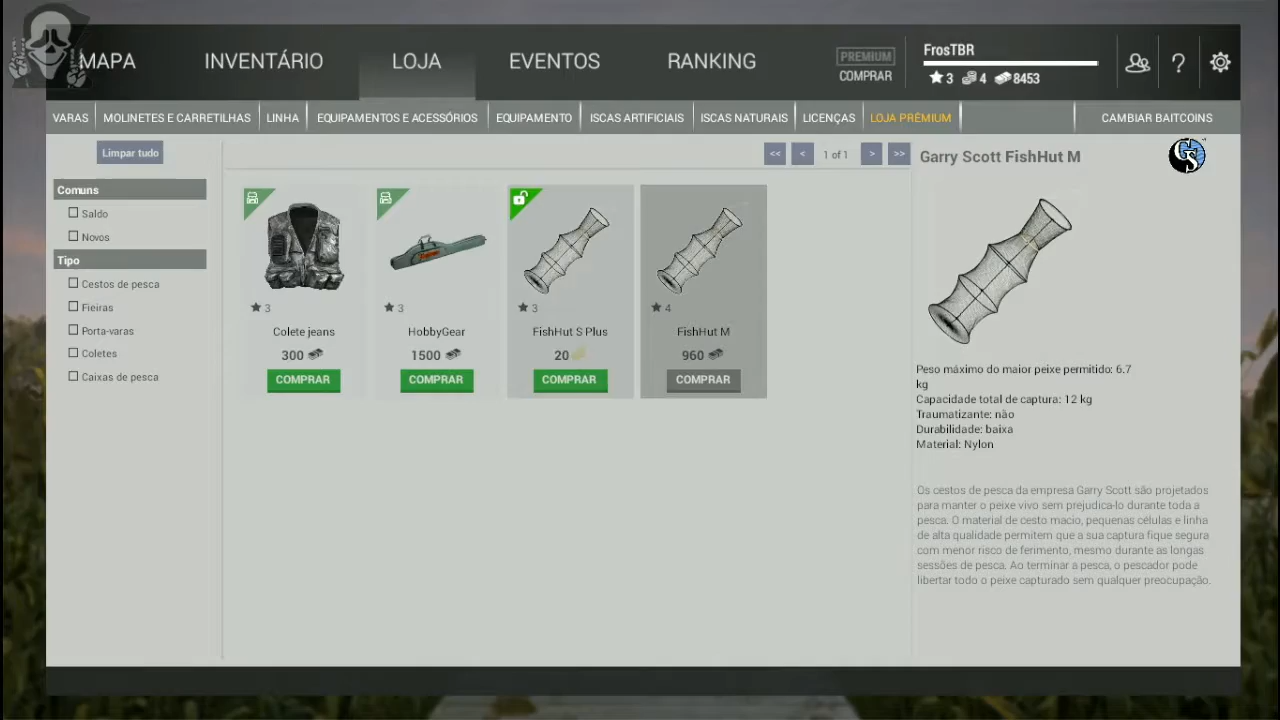 MAPA
INVENTÁRIO
LOJA
EVENTOS
RANKING
PREMIUM
COMPRAR
FrosTBR
3 4 8453
?
VARAS
MOLINETES E CARRETILHAS
LINHA
EQUIPAMENTOS E ACESSÓRIOS
EQUIPAMENTO
ISCAS ARTIFICIAIS
ISCAS NATURAIS
LICENÇAS
LOJA PRÉMIUM
CAMBIAR BAITCOINS
Limpar tudo
Comuns
Saldo
Novos
Tipo
Cestos de pesca
Fieiras
Porta-varas
Coletes
Caixas de pesca
<< < 1 of 1 > >>
3
Colete jeans
300
COMPRAR
3
HobbyGear
1500
COMPRAR
3
FishHut S Plus
20
COMPRAR
4
FishHut M
960
COMPRAR
Garry Scott FishHut M
GS
Peso máximo do maior peixe permitido: 6.7
kg
Capacidade total de captura: 12 kg
Traumatizante: não
Durabilidade: baixa
Material: Nylon
Os cestos de pesca da empresa Garry Scott são projetados
para manter o peixe vivo sem prejudica-lo durante toda a
pesca. O material de cesto macio, pequenas células e linha
de alta qualidade permitem que a sua captura fique segura
com menor risco de ferimento, mesmo durante as longas
sessões de pesca. Ao terminar a pesca, o pescador pode
libertar todo o peixe capturado sem qualquer preocupação.